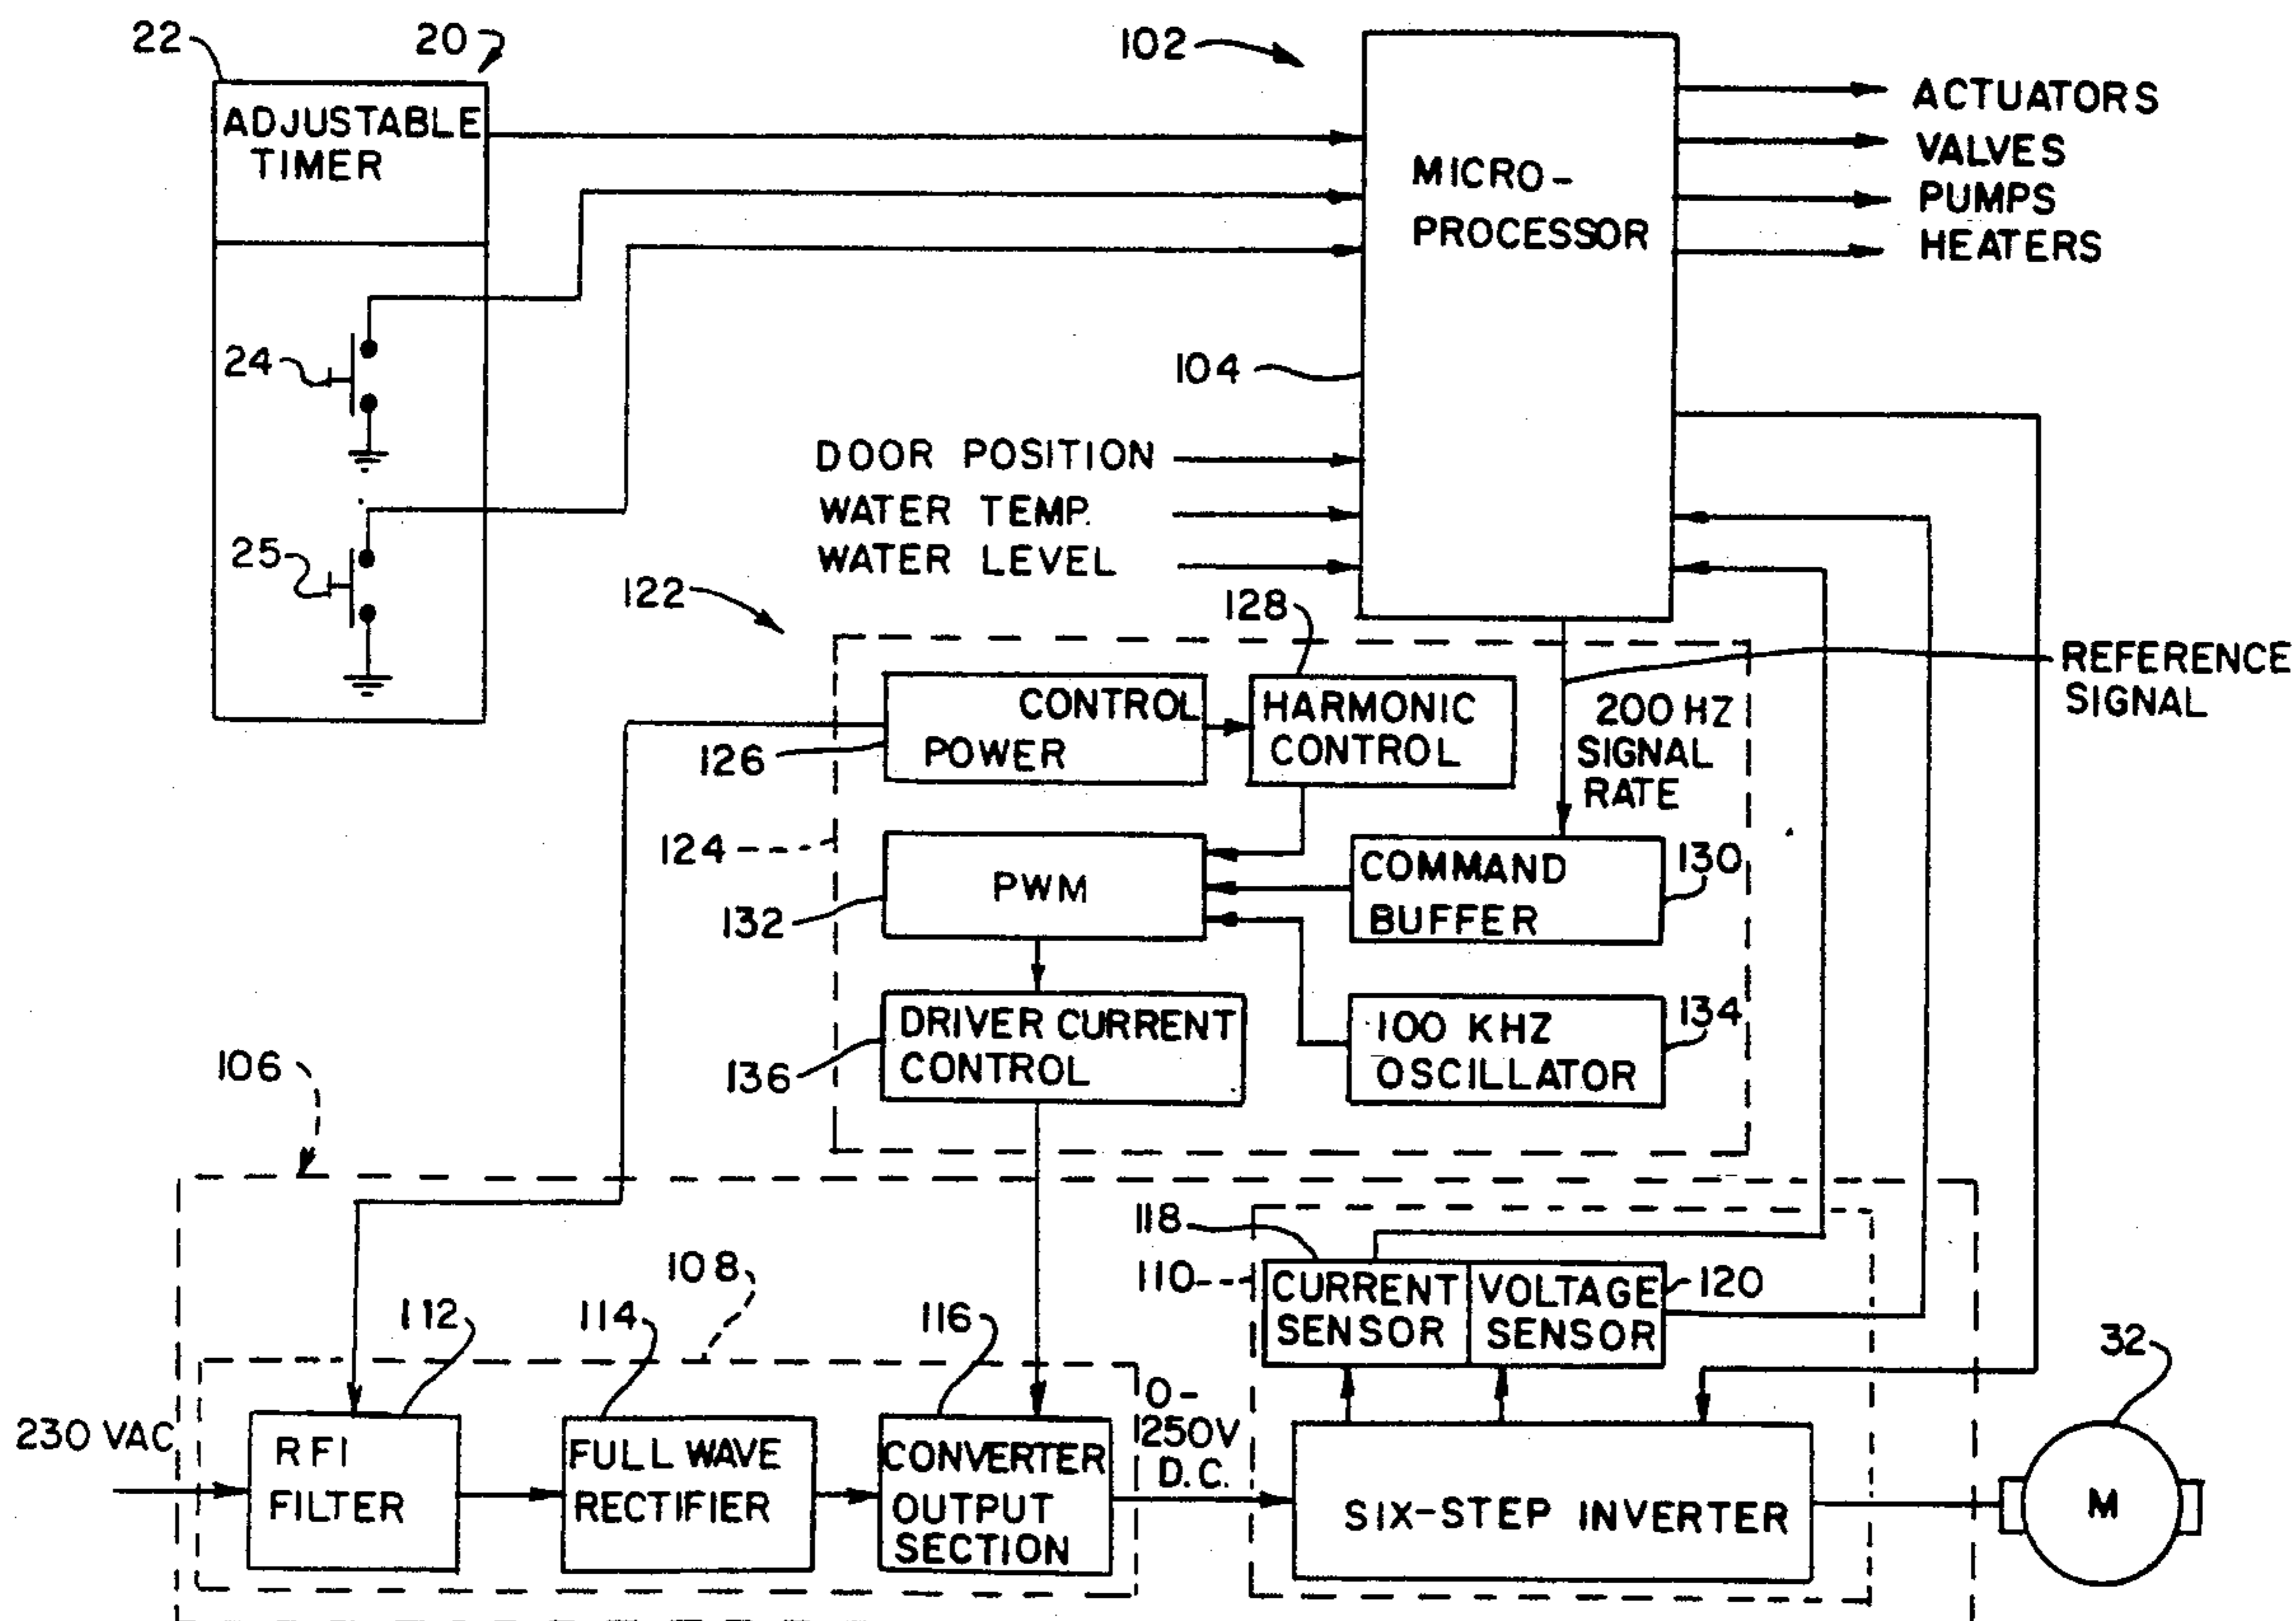 22
20
102
ADJUSTABLE
TIMER
MICRO-
PROCESSOR
ACTUATORS
VALVES
PUMPS
HEATERS
24
104
DOOR POSITION
WATER TEMP.
WATER LEVEL
25
122
128
REFERENCE
SIGNAL
CONTROL
POWER
126
HARMONIC
CONTROL
200 HZ
SIGNAL
RATE
124
PWM
132
COMMAND
BUFFER
130
DRIVER CURRENT
CONTROL
136
100 KHZ
OSCILLATOR
134
106
118
110
108
CURRENT
SENSOR
VOLTAGE
SENSOR
120
112
114
116
32
230 VAC
RFI
FILTER
FULL WAVE
RECTIFIER
CONVERTER
OUTPUT
SECTION
0-
250V
D.C.
SIX-STEP INVERTER
M